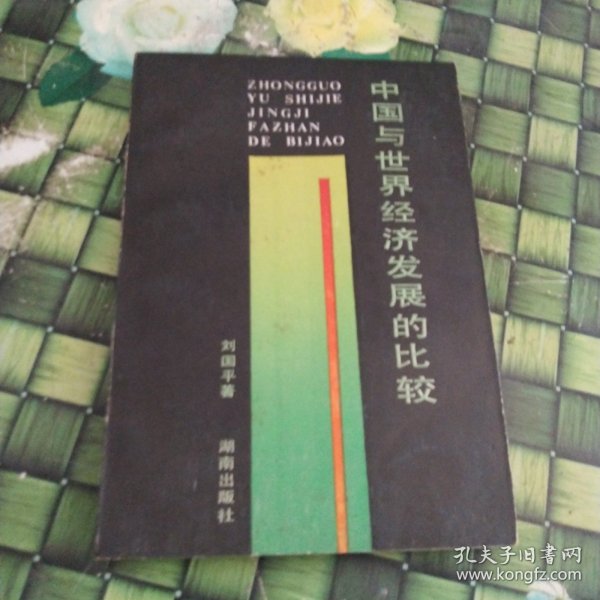 ZHONGGUO
YU SHIJIE
JINGJI
FAZHAN
DE BIJIAO
中国与世界经济发展的比较
刘国平著
湖南出版社
孔夫子旧书网
www.kongfz.com